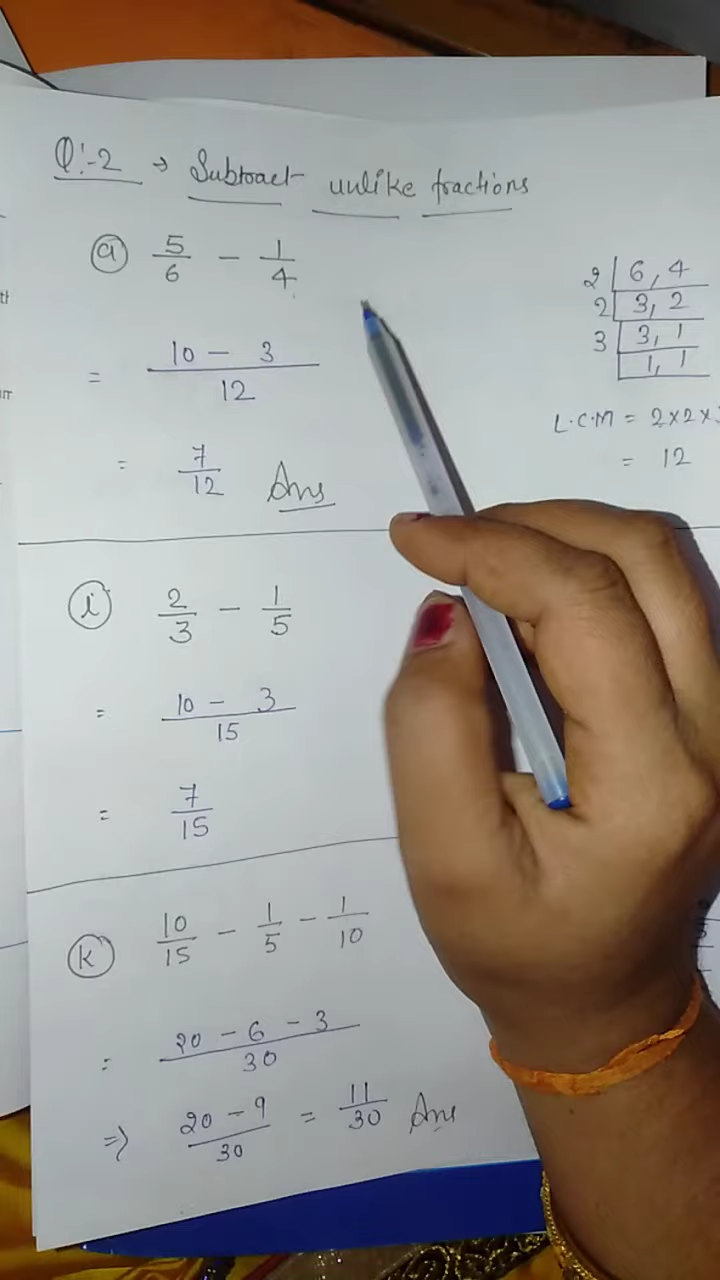 Q:-2 → Subtract unlike fractions
(a) 5/6 - 1/4
= 10 - 3 / 12
= 7/12 Ans
2 | 6, 4
2 | 3, 2
3 | 3, 1
1, 1
L.C.M = 2×2×
= 12
(i) 2/3 - 1/5
= 10 - 3 / 15
= 7/15
(k) 10/15 - 1/5 - 1/10
= 20 - 6 - 3 / 30
⇒ 20 - 9 / 30 = 11/30 Ans